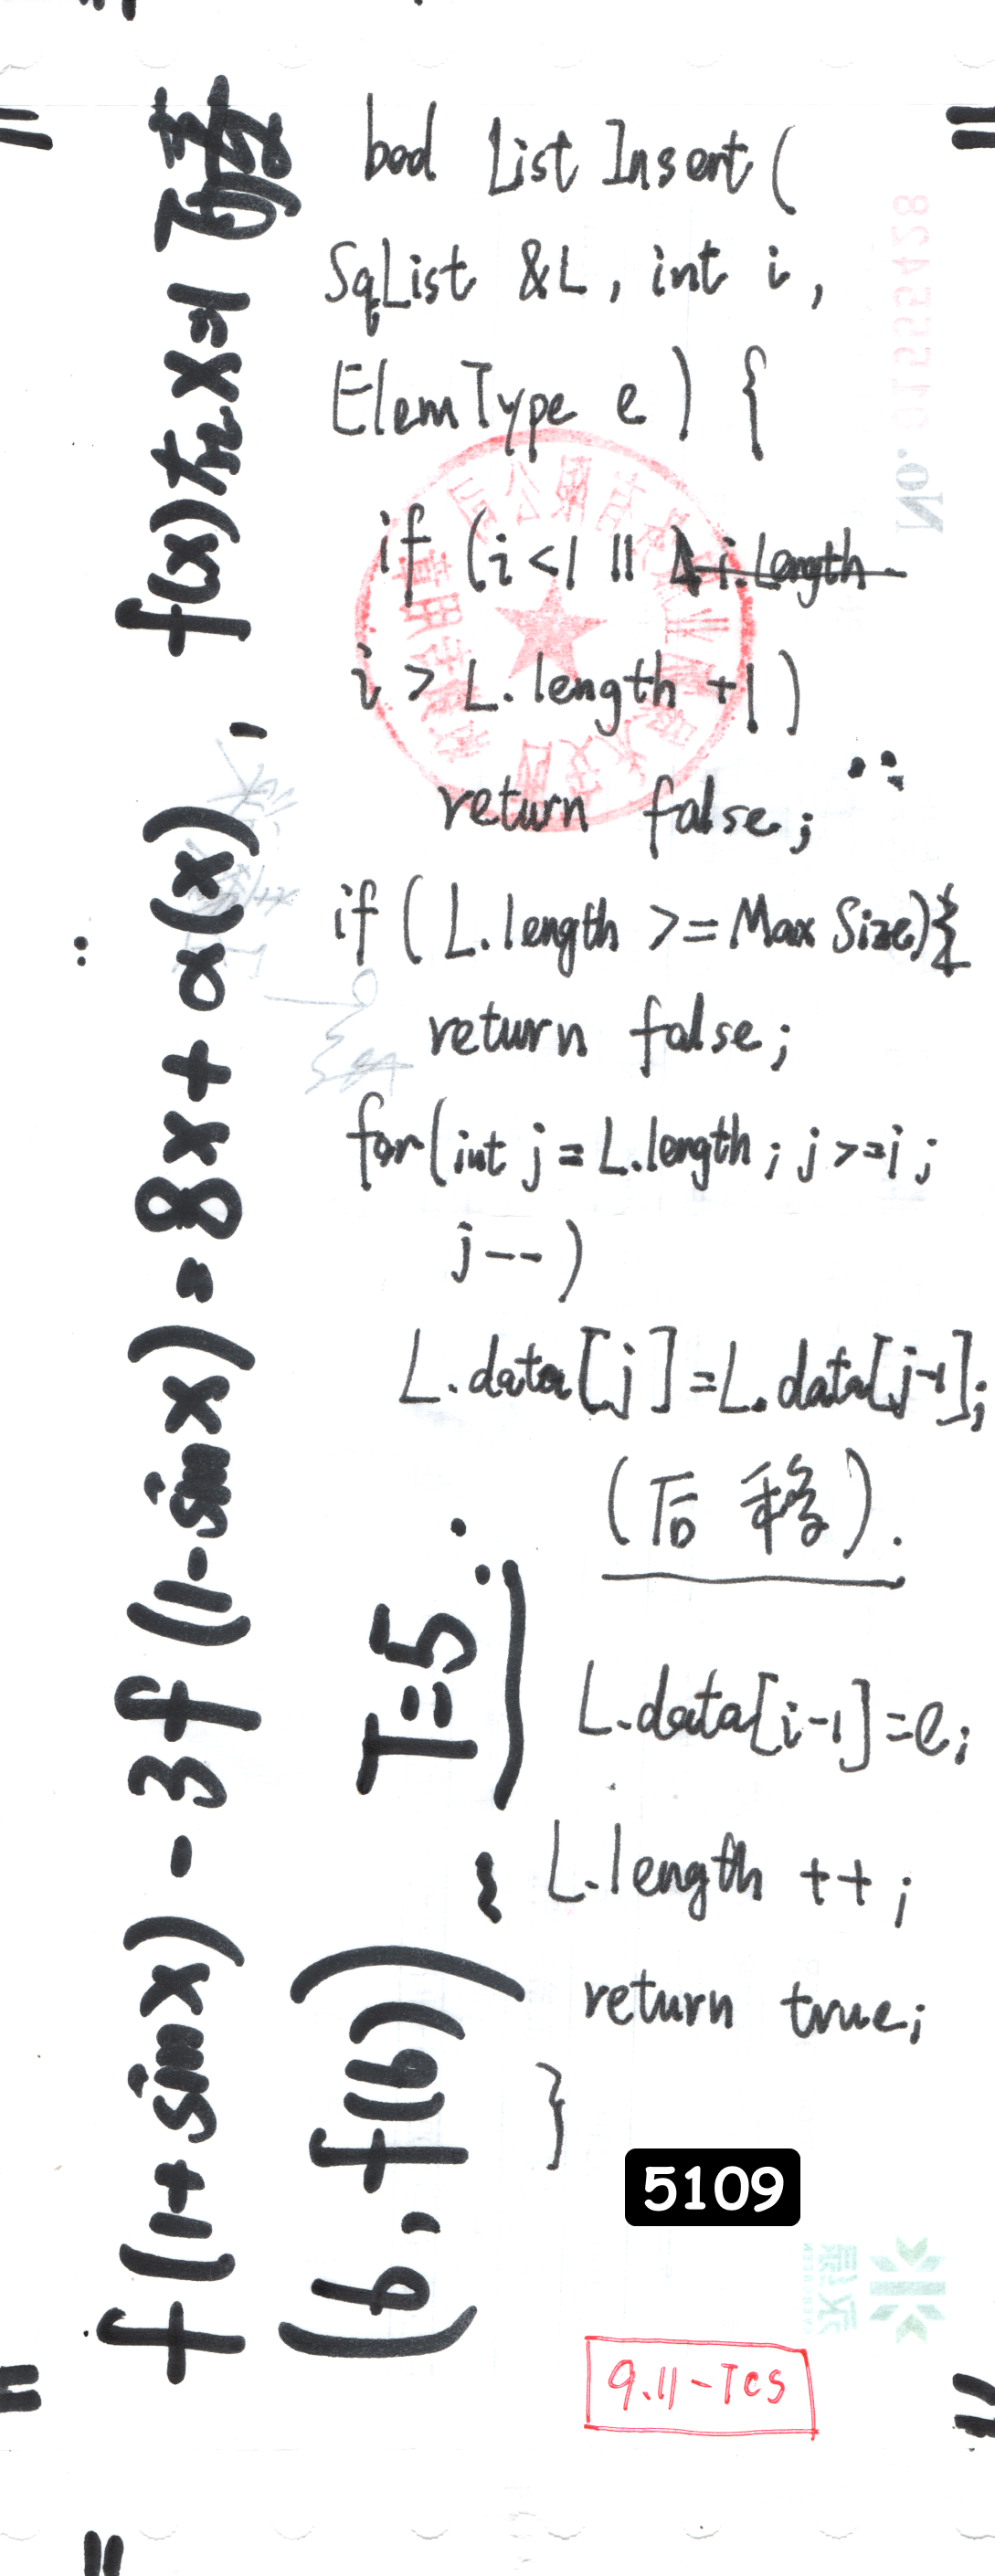 bool ListInsert(
SqList &L, int i,
ElemType e) {
if (i<1 ||
i > L.length +1)
return false;
if (L.length >=MaxSize){
return false;
for(int j=L.length; j>=i;
j--)
L.data[j]=L.data[j-1];
(后移).
L.data[i-1]=e;
L.length ++;
return true;
}
5109
9.11-TCS
f(1+sinx) - 3f(1-sinx) = 8x + α(x),
f(x)在x=1可导
(6, f(6))
T=5
No. 01555428